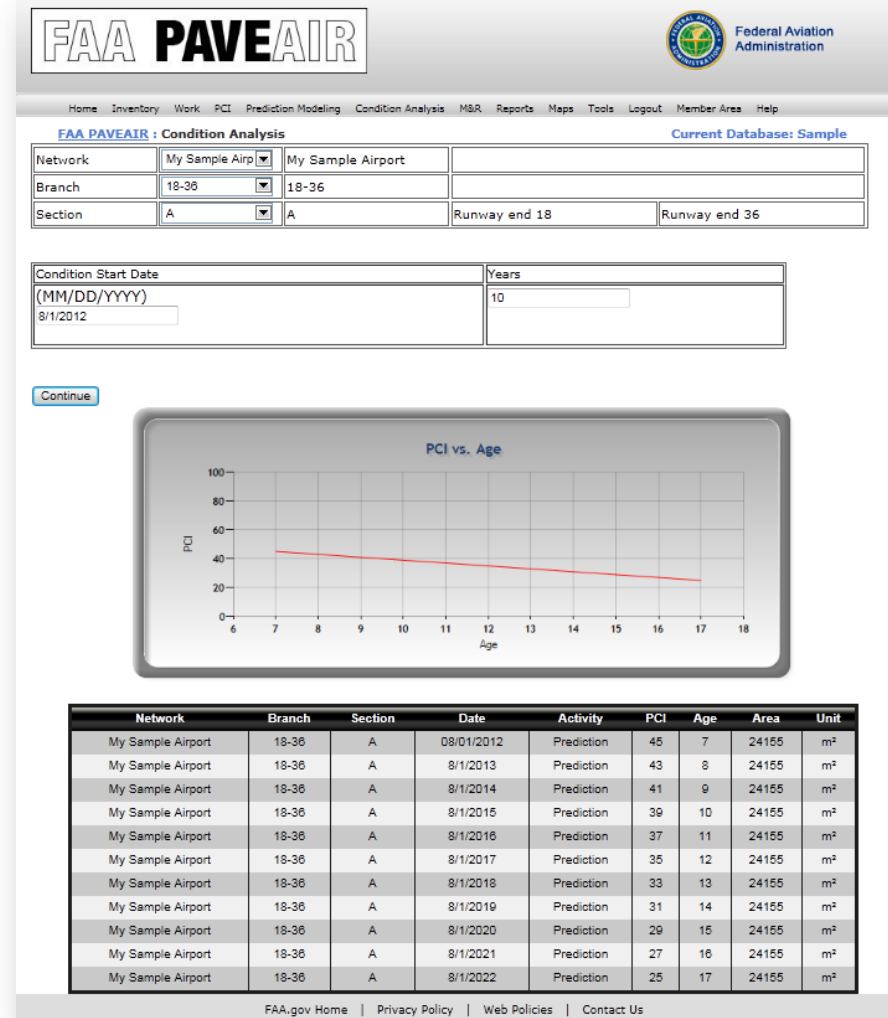 FAA PAVEAIR
Federal Aviation
Administration
Home Inventory Work PCI Prediction Modeling Condition Analysis M&R Reports Maps Tools Logout Member Area Help
FAA PAVEAIR : Condition Analysis Current Database: Sample
Network My Sample Airp My Sample Airport
Branch 18-36 18-36
Section A A Runway end 18 Runway end 36
Condition Start Date Years
(MM/DD/YYYY) 10
8/1/2012
Continue
PCI vs. Age
100
80
60
40
20
0
PCI
6 7 8 9 10 11 12 13 14 15 16 17 18
Age
Network Branch Section Date Activity PCI Age Area Unit
My Sample Airport 18-36 A 08/01/2012 Prediction 45 7 24155 m²
My Sample Airport 18-36 A 8/1/2013 Prediction 43 8 24155 m²
My Sample Airport 18-36 A 8/1/2014 Prediction 41 9 24155 m²
My Sample Airport 18-36 A 8/1/2015 Prediction 39 10 24155 m²
My Sample Airport 18-36 A 8/1/2016 Prediction 37 11 24155 m²
My Sample Airport 18-36 A 8/1/2017 Prediction 35 12 24155 m²
My Sample Airport 18-36 A 8/1/2018 Prediction 33 13 24155 m²
My Sample Airport 18-36 A 8/1/2019 Prediction 31 14 24155 m²
My Sample Airport 18-36 A 8/1/2020 Prediction 29 15 24155 m²
My Sample Airport 18-36 A 8/1/2021 Prediction 27 16 24155 m²
My Sample Airport 18-36 A 8/1/2022 Prediction 25 17 24155 m²
FAA.gov Home | Privacy Policy | Web Policies | Contact Us